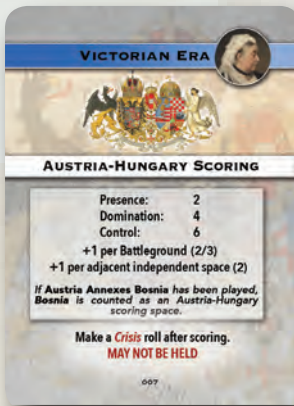 VICTORIAN ERA
AUSTRIA-HUNGARY SCORING
Presence: 2
Domination: 4
Control: 6
+1 per Battleground (2/3)
+1 per adjacent independent space (2)
If Austria Annexes Bosnia has been played,
Bosnia is counted as an Austria-Hungary
scoring space.
Make a Crisis roll after scoring.
MAY NOT BE HELD
007